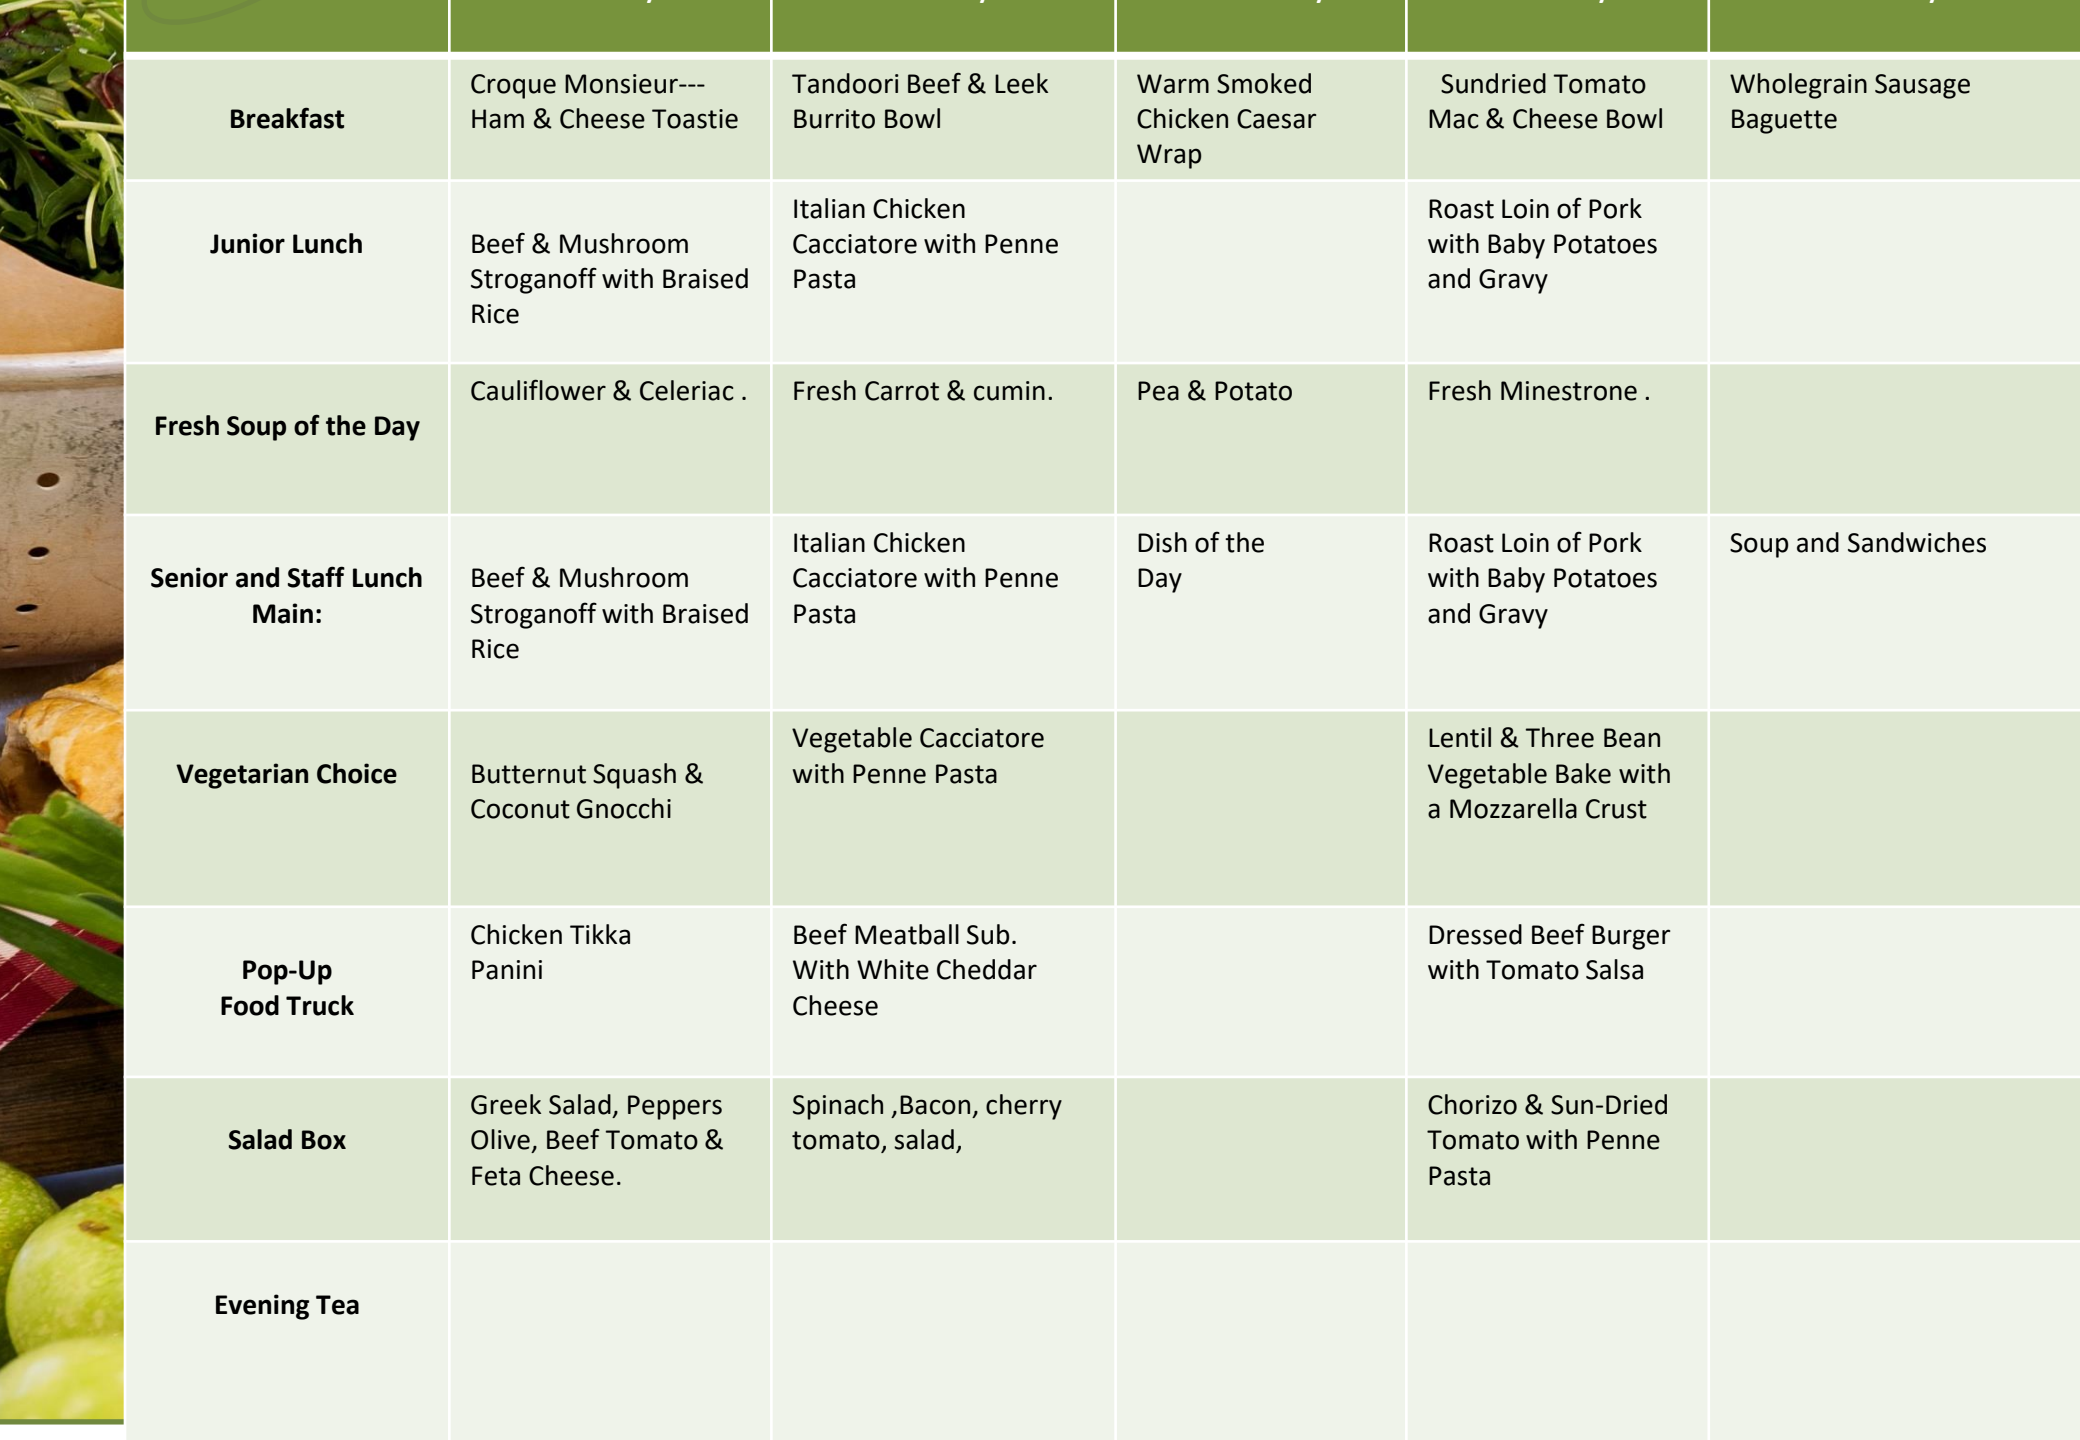 Breakfast
Croque Monsieur---
Ham & Cheese Toastie
Tandoori Beef & Leek
Burrito Bowl
Warm Smoked
Chicken Caesar
Wrap
Sundried Tomato
Mac & Cheese Bowl
Wholegrain Sausage
Baguette
Junior Lunch
Beef & Mushroom
Stroganoff with Braised
Rice
Italian Chicken
Cacciatore with Penne
Pasta
Roast Loin of Pork
with Baby Potatoes
and Gravy
Fresh Soup of the Day
Cauliflower & Celeriac .
Fresh Carrot & cumin.
Pea & Potato
Fresh Minestrone .
Senior and Staff Lunch
Main:
Beef & Mushroom
Stroganoff with Braised
Rice
Italian Chicken
Cacciatore with Penne
Pasta
Dish of the
Day
Roast Loin of Pork
with Baby Potatoes
and Gravy
Soup and Sandwiches
Vegetarian Choice
Butternut Squash &
Coconut Gnocchi
Vegetable Cacciatore
with Penne Pasta
Lentil & Three Bean
Vegetable Bake with
a Mozzarella Crust
Pop-Up
Food Truck
Chicken Tikka
Panini
Beef Meatball Sub.
With White Cheddar
Cheese
Dressed Beef Burger
with Tomato Salsa
Salad Box
Greek Salad, Peppers
Olive, Beef Tomato &
Feta Cheese.
Spinach ,Bacon, cherry
tomato, salad,
Chorizo & Sun-Dried
Tomato with Penne
Pasta
Evening Tea